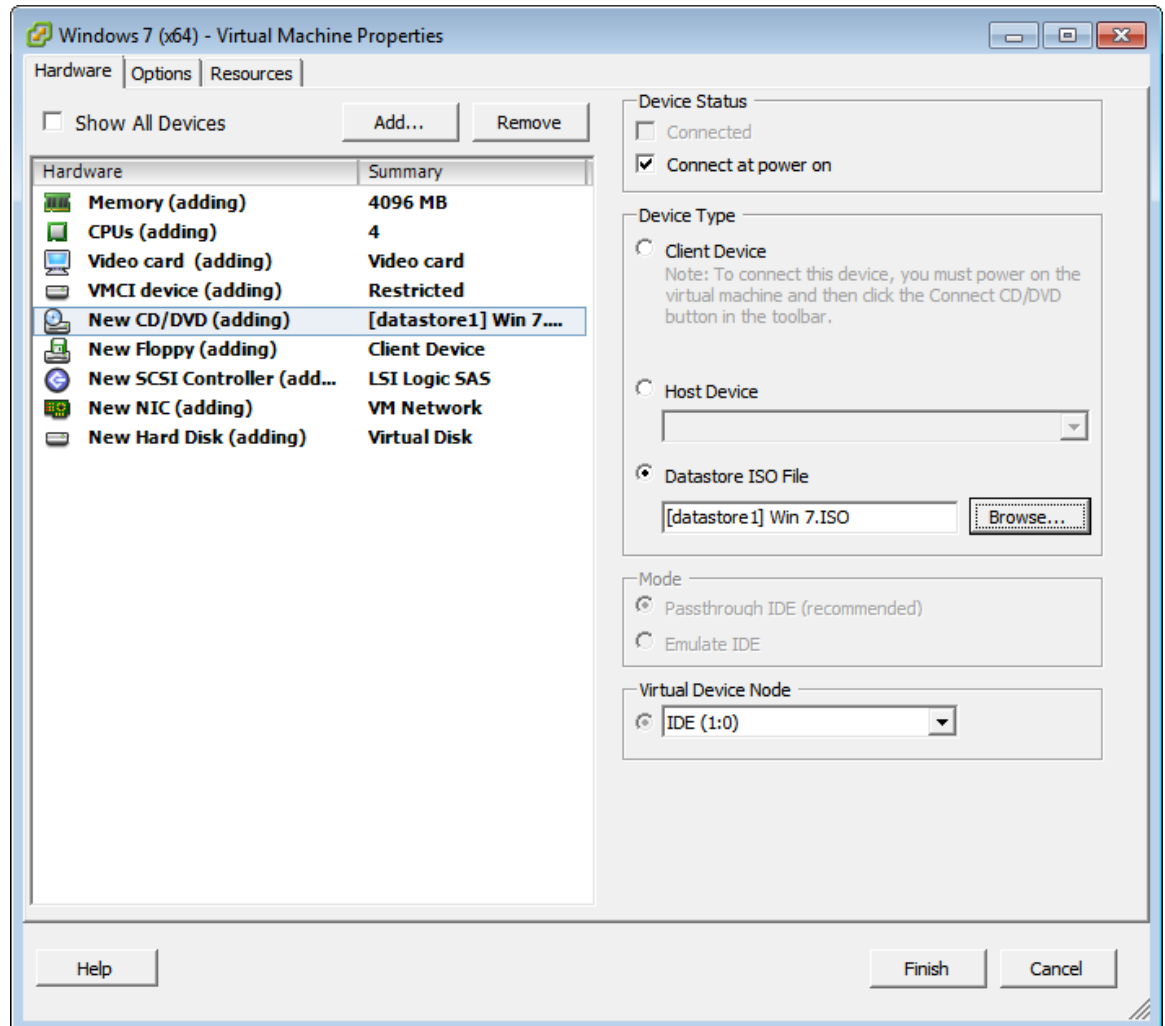 Windows 7 (x64) - Virtual Machine Properties
Hardware Options Resources
Show All Devices Add... Remove
Hardware Summary
Memory (adding) 4096 MB
CPUs (adding) 4
Video card (adding) Video card
VMCI device (adding) Restricted
New CD/DVD (adding) [datastore1] Win 7....
New Floppy (adding) Client Device
New SCSI Controller (add... LSI Logic SAS
New NIC (adding) VM Network
New Hard Disk (adding) Virtual Disk
Device Status
Connected
Connect at power on
Device Type
Client Device
Note: To connect this device, you must power on the
virtual machine and then click the Connect CD/DVD
button in the toolbar.
Host Device
Datastore ISO File
[datastore1] Win 7.ISO Browse...
Mode
Passthrough IDE (recommended)
Emulate IDE
Virtual Device Node
IDE (1:0)
Help Finish Cancel